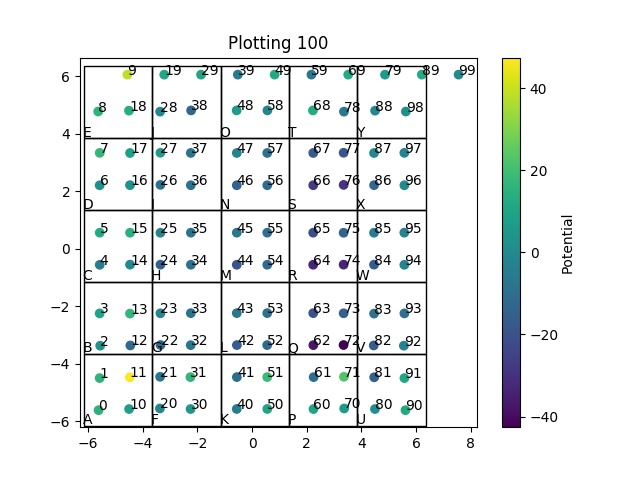 Plotting 100
6 9 19 29 39 49 59 69 79 89 99
8 18 28 38 48 58 68 78 88 98
4 E J O T Y 40
7 17 27 37 47 57 67 77 87 97
2 6 16 26 36 46 56 66 76 86 96 20
D I N S X
5 15 25 35 45 55 65 75 85 95
0 4 14 24 34 44 54 64 74 84 94 0
C H M R W
−2 3 13 23 33 43 53 63 73 83 93 −20
B 2 12 G 22 32 L 42 52 Q 62 72 V 82 92
−4 1 11 21 31 41 51 61 71 81 91
0 10 20 30 40 50 60 70 80 90 −40
−6 A F K P U
−6 −4 −2 0 2 4 6 8
Potential